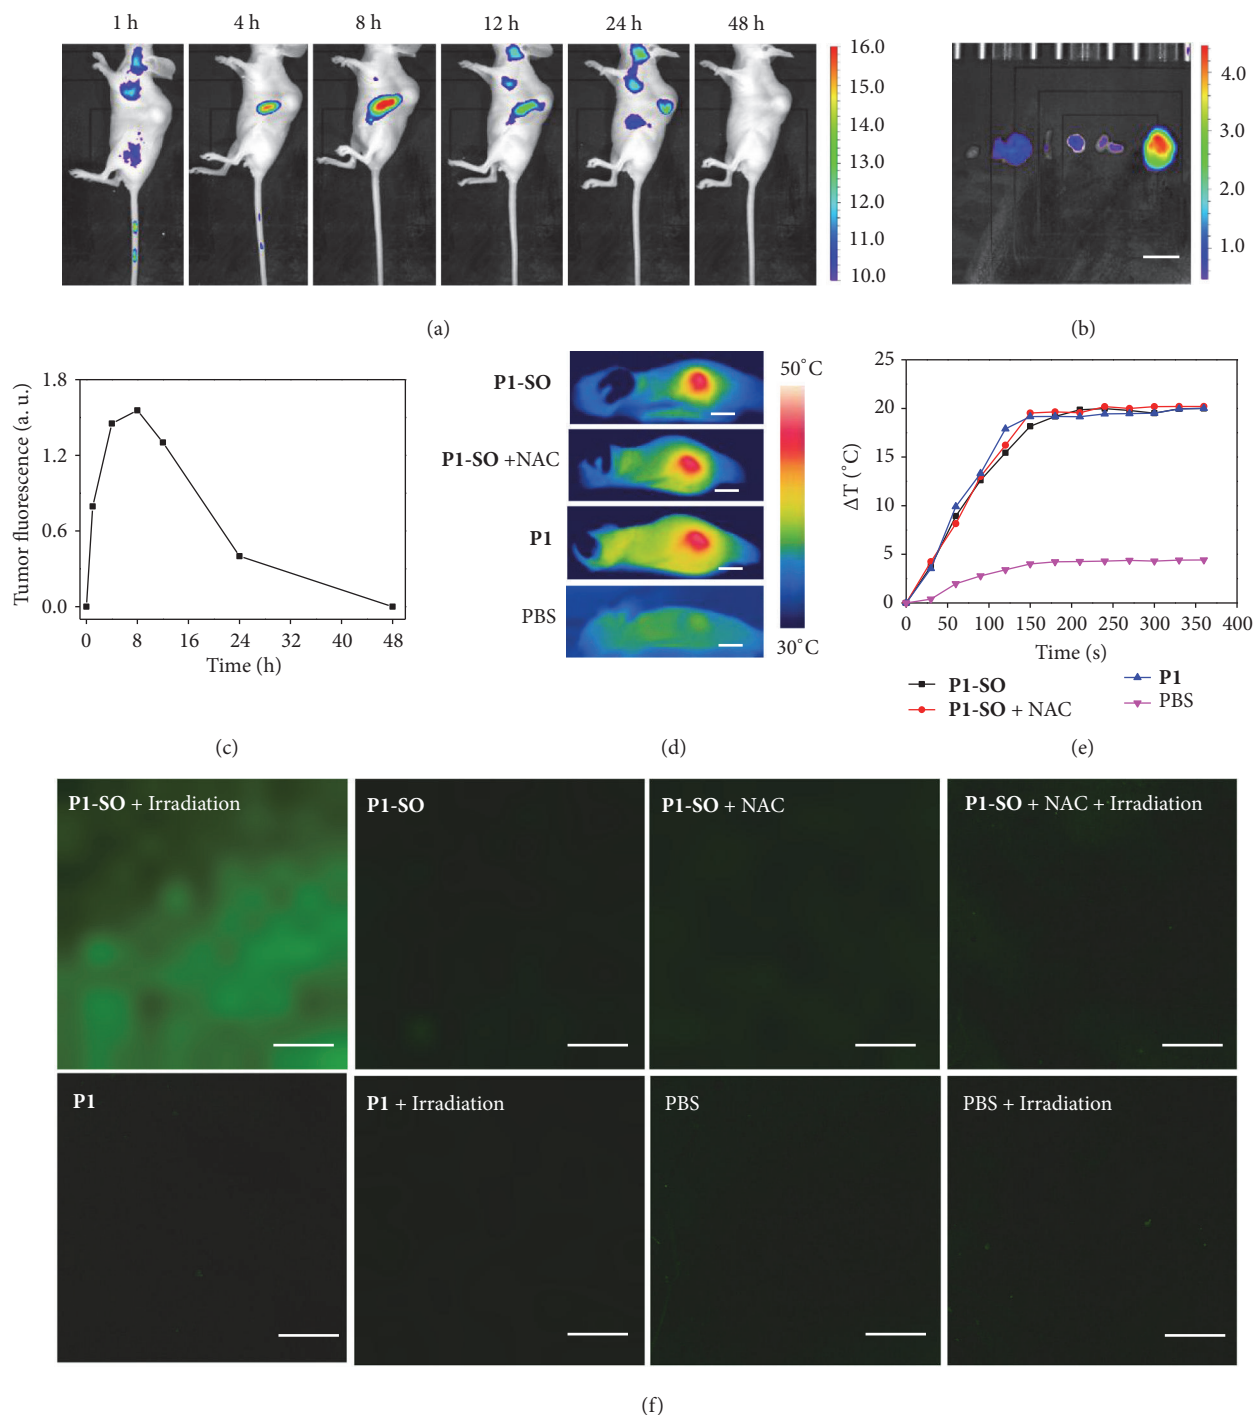 1 h 4 h 8 h 12 h 24 h 48 h
16.0
15.0
14.0
13.0
12.0
11.0
10.0
4.0
3.0
2.0
1.0
(a)
(b)
Tumor fluorescence (a. u.)
1.8
1.2
0.6
0.0
0 8 16 24 32 40 48
Time (h)
(c)
P1-SO
P1-SO +NAC
P1
PBS
50°C
30°C
(d)
ΔT (°C)
25
20
15
10
5
0
0 50 100 150 200 250 300 350 400
Time (s)
P1-SO
P1-SO + NAC
P1
PBS
(e)
P1-SO + Irradiation
P1-SO
P1-SO + NAC
P1-SO + NAC + Irradiation
P1
P1 + Irradiation
PBS
PBS + Irradiation
(f)